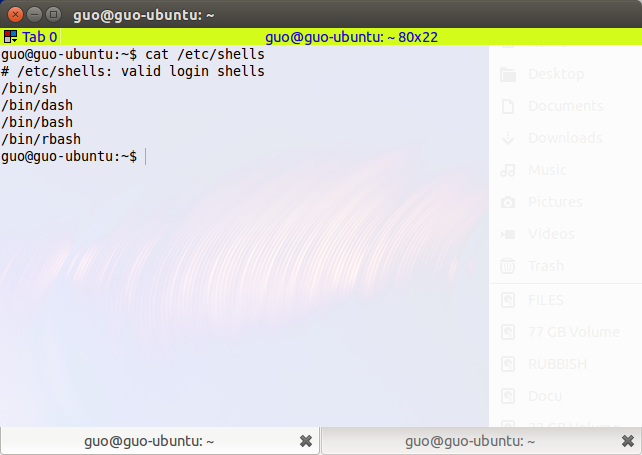 guo@guo-ubuntu: ~
Tab 0
guo@guo-ubuntu: ~ 80x22
guo@guo-ubuntu:~$ cat /etc/shells
# /etc/shells: valid login shells
/bin/sh
/bin/dash
/bin/bash
/bin/rbash
guo@guo-ubuntu:~$
Desktop
Documents
Downloads
Music
Pictures
Videos
Trash
FILES
77 GB Volume
RUBBISH
Docu
guo@guo-ubuntu: ~
guo@guo-ubuntu: ~